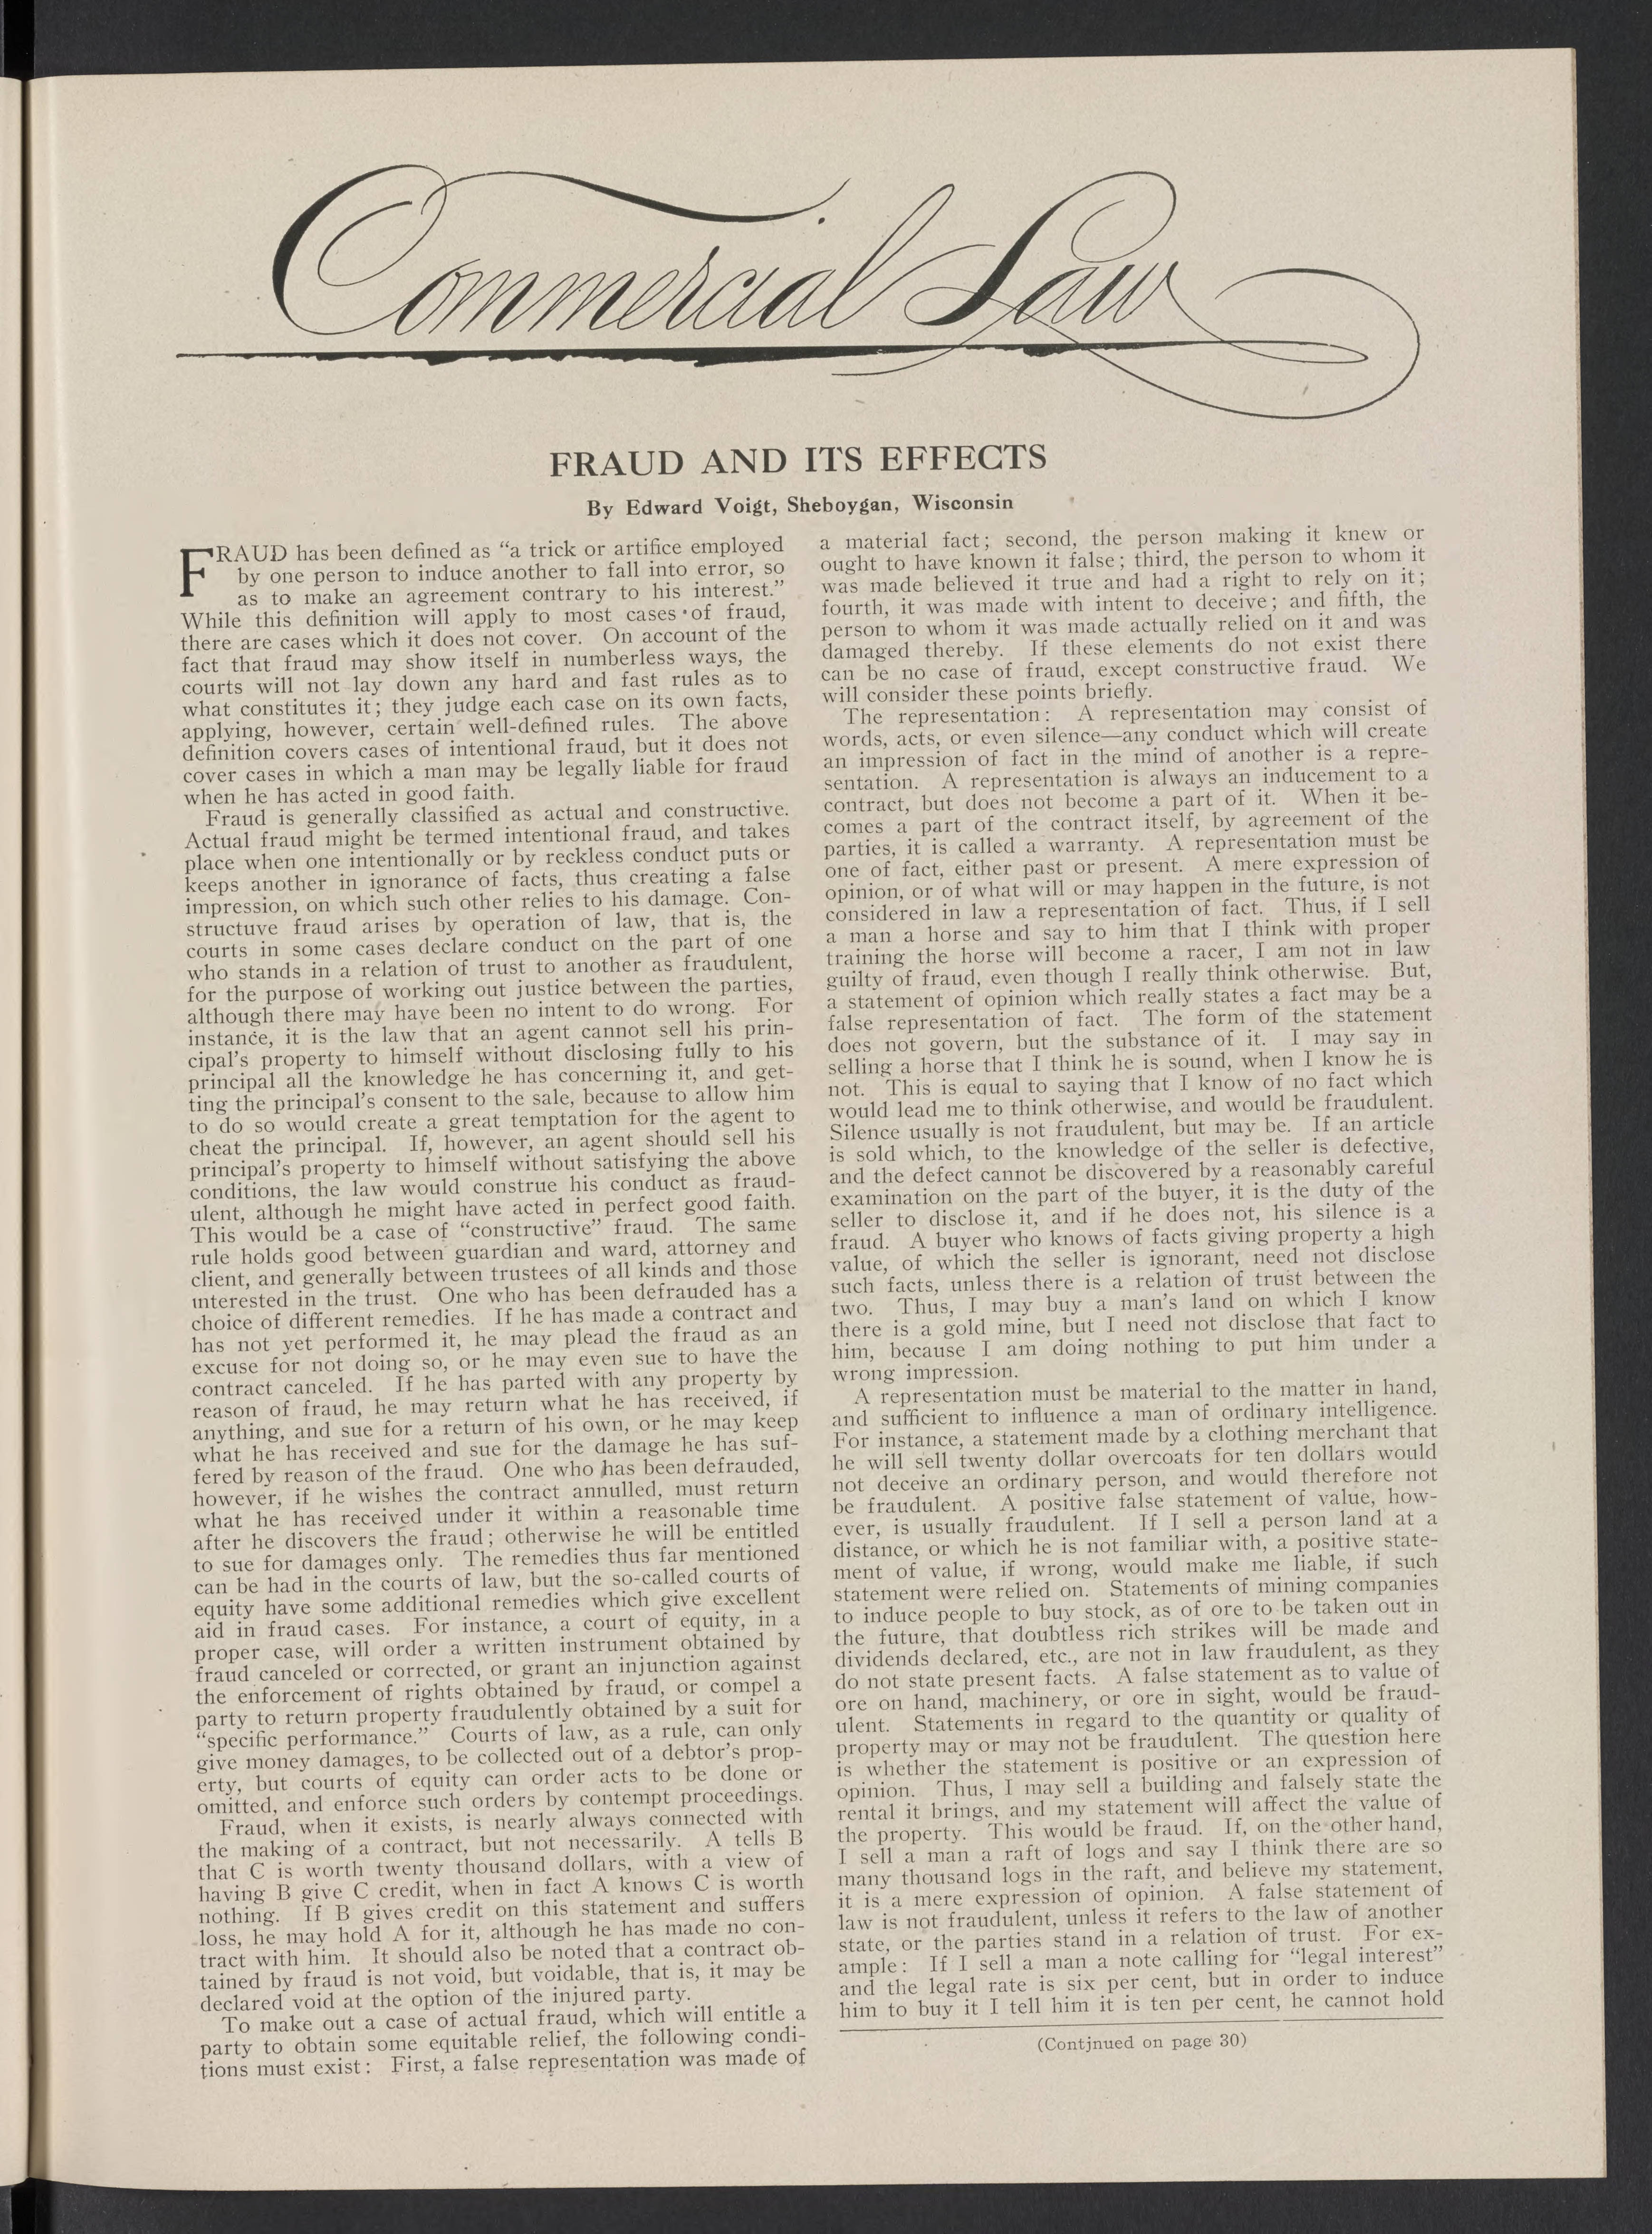 Commercial Law
FRAUD AND ITS EFFECTS
By Edward Voigt, Sheboygan, Wisconsin
FRAUD has been defined as “a trick or artifice employed
by one person to induce another to fall into error, so
as to make an agreement contrary to his interest.”
While this definition will apply to most cases of fraud,
there are cases which it does not cover. On account of the
fact that fraud may show itself in numberless ways, the
courts will not lay down any hard and fast rules as to
what constitutes it; they judge each case on its own facts,
applying, however, certain well-defined rules. The above
definition covers cases of intentional fraud, but it does not
cover cases in which a man may be legally liable for fraud
when he has acted in good faith.
Fraud is generally classified as actual and constructive.
Actual fraud might be termed intentional fraud, and takes
place when one intentionally or by reckless conduct puts or
keeps another in ignorance of facts, thus creating a false
impression, on which such other relies to his damage. Con-
structuve fraud arises by operation of law, that is, the
courts in some cases declare conduct on the part of one
who stands in a relation of trust to another as fraudulent,
for the purpose of working out justice between the parties,
although there may have been no intent to do wrong. For
instance, it is the law that an agent cannot sell his prin-
cipal’s property to himself without disclosing fully to his
principal all the knowledge he has concerning it, and get-
ting the principal’s consent to the sale, because to allow him
to do so would create a great temptation for the agent to
cheat the principal. If, however, an agent should sell his
principal’s property to himself without satisfying the above
conditions, the law would construe his conduct as fraud-
ulent, although he might have acted in perfect good faith.
This would be a case of “constructive” fraud. The same
rule holds good between guardian and ward, attorney and
client, and generally between trustees of all kinds and those
interested in the trust. One who has been defrauded has a
choice of different remedies. If he has made a contract and
has not yet performed it, he may plead the fraud as an
excuse for not doing so, or he may even sue to have the
contract canceled. If he has parted with any property by
reason of fraud, he may return what he has received, if
anything, and sue for a return of his own, or he may keep
what he has received and sue for the damage he has suf-
fered by reason of the fraud. One who has been defrauded,
however, if he wishes the contract annulled, must return
what he has received under it within a reasonable time
after he discovers the fraud; otherwise he will be entitled
to sue for damages only. The remedies thus far mentioned
can be had in the courts of law, but the so-called courts of
equity have some additional remedies which give excellent
aid in fraud cases. For instance, a court of equity, in a
proper case, will order a written instrument obtained by
fraud canceled or corrected, or grant an injunction against
the enforcement of rights obtained by fraud, or compel a
party to return property fraudulently obtained by a suit for
“specific performance.” Courts of law, as a rule, can only
give money damages, to be collected out of a debtor’s prop-
erty, but courts of equity can order acts to be done or
omitted, and enforce such orders by contempt proceedings.
Fraud, when it exists, is nearly always connected with
the making of a contract, but not necessarily. A tells B
that C is worth twenty thousand dollars, with a view of
having B give C credit, when in fact A knows C is worth
nothing. If B gives credit on this statement and suffers
loss, he may hold A for it, although he has made no con-
tract with him. It should also be noted that a contract ob-
tained by fraud is not void, but voidable, that is, it may be
declared void at the option of the injured party.
To make out a case of actual fraud, which will entitle a
party to obtain some equitable relief, the following condi-
tions must exist: First, a false representation was made of
a material fact; second, the person making it knew or
ought to have known it false; third, the person to whom it
was made believed it true and had a right to rely on it;
fourth, it was made with intent to deceive; and fifth, the
person to whom it was made actually relied on it and was
damaged thereby. If these elements do not exist there
can be no case of fraud, except constructive fraud. We
will consider these points briefly.
The representation: A representation may consist of
words, acts, or even silence—any conduct which will create
an impression of fact in the mind of another is a repre-
sentation. A representation is always an inducement to a
contract, but does not become a part of it. When it be-
comes a part of the contract itself, by agreement of the
parties, it is called a warranty. A representation must be
one of fact, either past or present. A mere expression of
opinion, or of what will or may happen in the future, is not
considered in law a representation of fact. Thus, if I sell
a man a horse and say to him that I think with proper
training the horse will become a racer, I am not in law
guilty of fraud, even though I really think otherwise. But,
a statement of opinion which really states a fact may be a
false representation of fact. The form of the statement
does not govern, but the substance of it. I may say in
selling a horse that I think he is sound, when I know he is
not. This is equal to saying that I know of no fact which
would lead me to think otherwise, and would be fraudulent.
Silence usually is not fraudulent, but may be. If an article
is sold which, to the knowledge of the seller is defective,
and the defect cannot be discovered by a reasonably careful
examination on the part of the buyer, it is the duty of the
seller to disclose it, and if he does not, his silence is a
fraud. A buyer who knows of facts giving property a high
value, of which the seller is ignorant, need not disclose
such facts, unless there is a relation of trust between the
two. Thus, I may buy a man’s land on which I know
there is a gold mine, but I need not disclose that fact to
him, because I am doing nothing to put him under a
wrong impression.
A representation must be material to the matter in hand,
and sufficient to influence a man of ordinary intelligence.
For instance, a statement made by a clothing merchant that
he will sell twenty dollar overcoats for ten dollars would
not deceive an ordinary person, and would therefore not
be fraudulent. A positive false statement of value, how-
ever, is usually fraudulent. If I sell a person land at a
distance, or which he is not familiar with, a positive state-
ment of value, if wrong, would make me liable, if such
statement were relied on. Statements of mining companies
to induce people to buy stock, as of ore to be taken out in
the future, that doubtless rich strikes will be made and
dividends declared, etc., are not in law fraudulent, as they
do not state present facts. A false statement as to value of
ore on hand, machinery, or ore in sight, would be fraud-
ulent. Statements in regard to the quantity or quality of
property may or may not be fraudulent. The question here
is whether the statement is positive or an expression of
opinion. Thus, I may sell a building and falsely state the
rental it brings, and my statement will affect the value of
the property. This would be fraud. If, on the other hand,
I sell a man a raft of logs and say I think there are so
many thousand logs in the raft, and believe my statement,
it is a mere expression of opinion. A false statement of
law is not fraudulent, unless it refers to the law of another
state, or the parties stand in a relation of trust. For ex-
ample: If I sell a man a note calling for “legal interest”
and the legal rate is six per cent, but in order to induce
him to buy it I tell him it is ten per cent, he cannot hold
(Contjnued on page 30)